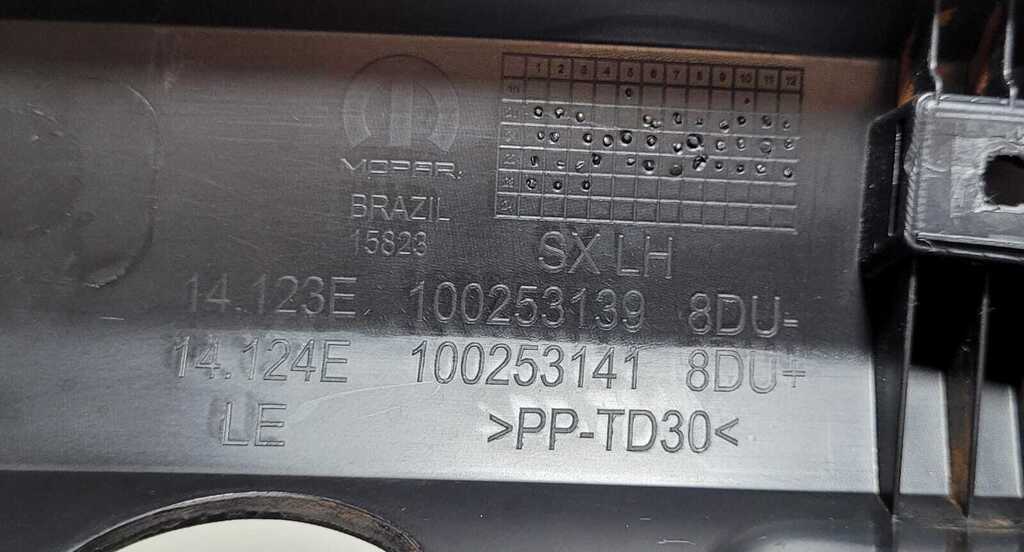 1 2 3 4 5 6 7 8 9 10 11 12
MOPAR.
BRAZIL
15823
SX LH
14.123E 100253139 8DU-
14.124E 100253141 8DU+
LE >PP-TD30<